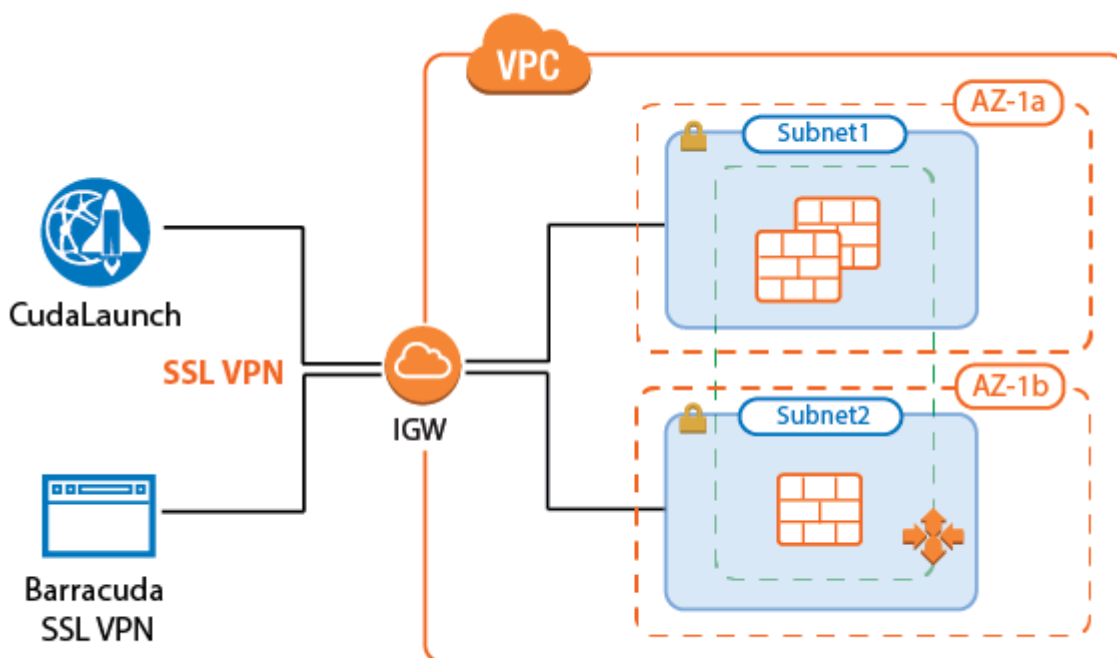 VPC
AZ-1a
Subnet1
CudaLaunch
SSL VPN
IGW
AZ-1b
Subnet2
Barracuda
SSL VPN